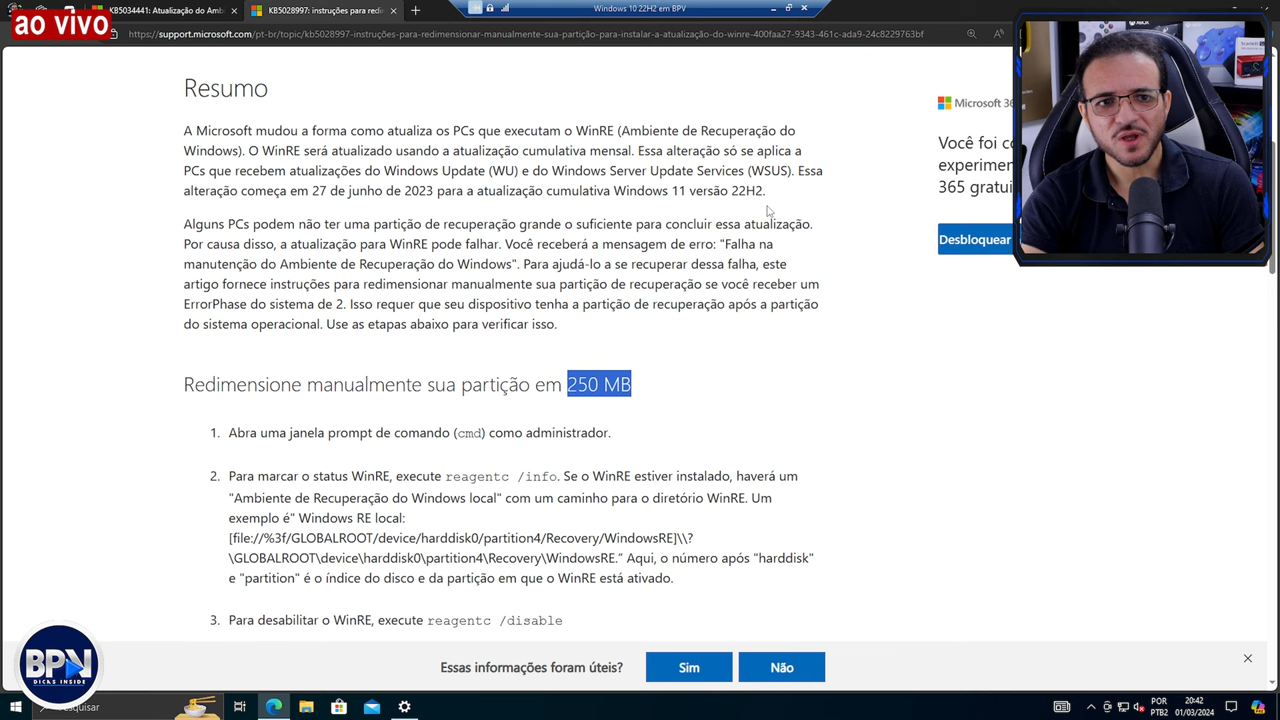 KB5034441: Atualização do Ambi
KB5028997: instruções para redi
Windows 10 22H2 em BPV
ao vivo
https://support.microsoft.com/pt-br/topic/kb5028997-instruções-para-redimensionar-manualmente-sua-partição-para-instalar-a-atualização-do-winre-400faa27-9343-461c-ada9-24c8229763bf
Resumo
A Microsoft mudou a forma como atualiza os PCs que executam o WinRE (Ambiente de Recuperação do
Windows). O WinRE será atualizado usando a atualização cumulativa mensal. Essa alteração só se aplica a
PCs que recebem atualizações do Windows Update (WU) e do Windows Server Update Services (WSUS). Essa
alteração começa em 27 de junho de 2023 para a atualização cumulativa Windows 11 versão 22H2.
Alguns PCs podem não ter uma partição de recuperação grande o suficiente para concluir essa atualização.
Por causa disso, a atualização para WinRE pode falhar. Você receberá a mensagem de erro: "Falha na
manutenção do Ambiente de Recuperação do Windows". Para ajudá-lo a se recuperar dessa falha, este
artigo fornece instruções para redimensionar manualmente sua partição de recuperação se você receber um
ErrorPhase do sistema de 2. Isso requer que seu dispositivo tenha a partição de recuperação após a partição
do sistema operacional. Use as etapas abaixo para verificar isso.
Redimensione manualmente sua partição em 250 MB
1. Abra uma janela prompt de comando (cmd) como administrador.
2. Para marcar o status WinRE, execute reagentc /info. Se o WinRE estiver instalado, haverá um
"Ambiente de Recuperação do Windows local" com um caminho para o diretório WinRE. Um
exemplo é" Windows RE local:
[file://%3f/GLOBALROOT/device/harddisk0/partition4/Recovery/WindowsRE]\\?
\GLOBALROOT\device\harddisk0\partition4\Recovery\WindowsRE.” Aqui, o número após "harddisk"
e "partition" é o índice do disco e da partição em que o WinRE está ativado.
3. Para desabilitar o WinRE, execute reagentc /disable
Microsoft 36
Você foi c
experimen
365 gratui
Desbloquear
Essas informações foram úteis?
Sim
Não
BPV
DICAS INSIDE
esquisar
POR
PTB2
20:42
01/03/2024